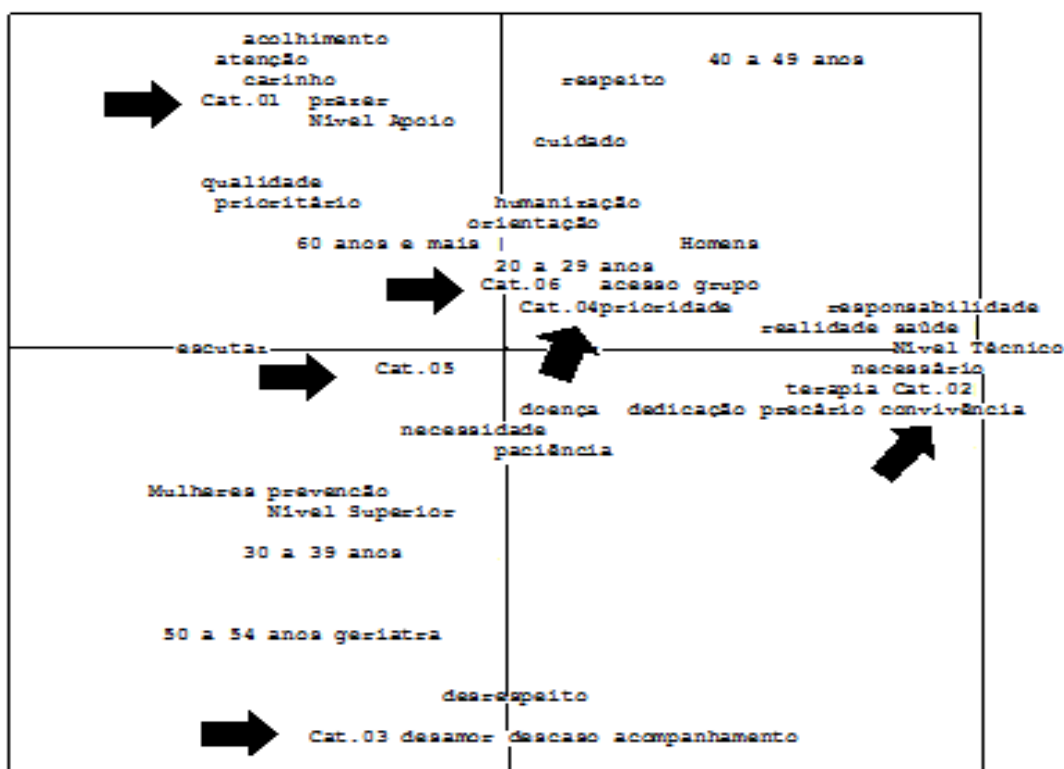 acolhimento
atenção 40 a 49 anos
carinho respeito
Cat.01 prazer
Nível Apoio
cuidado
qualidade
prioritário humanização
orientação
60 anos e mais | Homens
20 a 29 anos
Cat.06 acesso grupo
Cat.04prioridade responsabilidade
realidade saúde |
escutar Nível Técnico
Cat.05 necessário
terapia Cat.02
doença dedicação precário convivência
necessidade
paciência
Mulheres prevenção
Nível Superior
30 a 39 anos
50 a 54 anos geriatra
desrespeito
Cat.03 desamor descaso acompanhamento